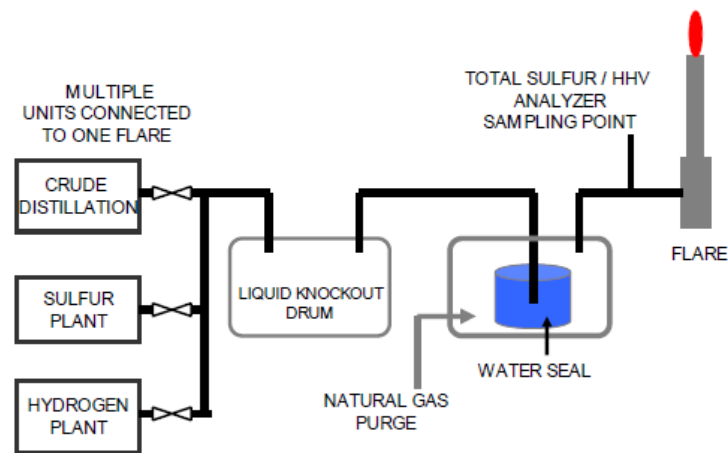 MULTIPLE
UNITS CONNECTED
TO ONE FLARE
TOTAL SULFUR / HHV
ANALYZER
SAMPLING POINT
CRUDE
DISTILLATION
SULFUR
PLANT
HYDROGEN
PLANT
LIQUID KNOCKOUT
DRUM
FLARE
WATER SEAL
NATURAL GAS
PURGE